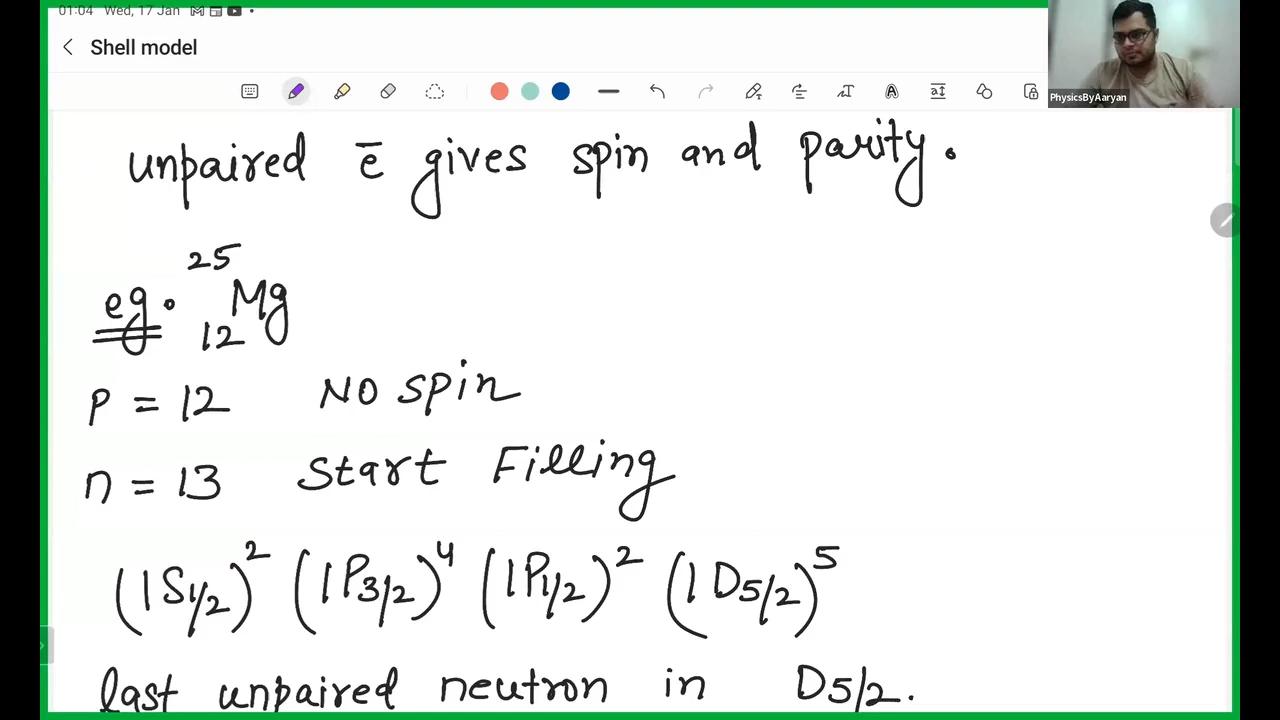 01:04 Wed, 17 Jan
Shell model
PhysicsByAaryan
unpaired ē gives spin and parity.
eg. ²⁵₁₂Mg
P = 12 No spin
n = 13 Start Filling
(1S1/2)² (1P3/2)⁴ (1P1/2)² (1D5/2)⁵
last unpaired neutron in D5/2.